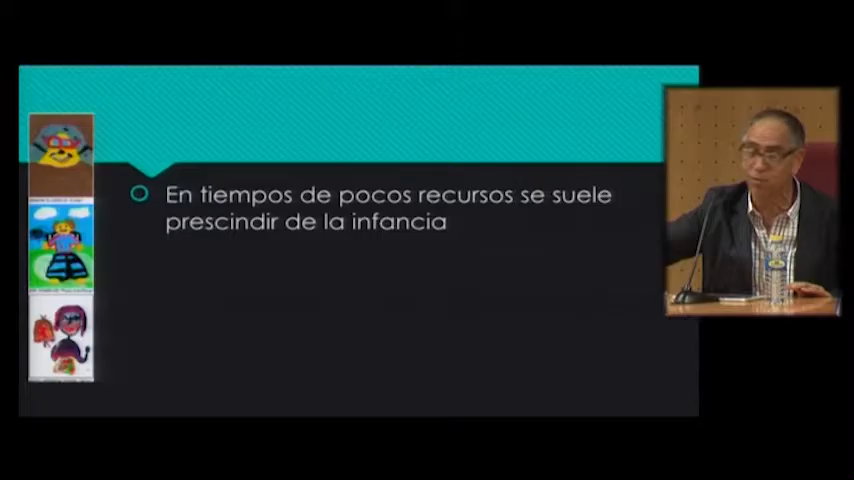 En tiempos de pocos recursos se suele
prescindir de la infancia